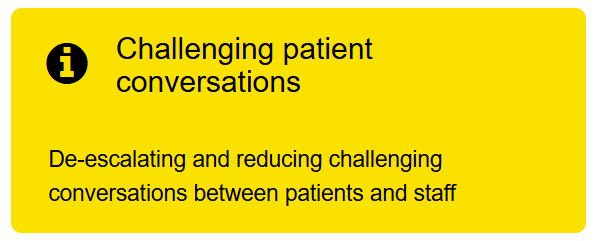 Challenging patient
conversations
De-escalating and reducing challenging
conversations between patients and staff